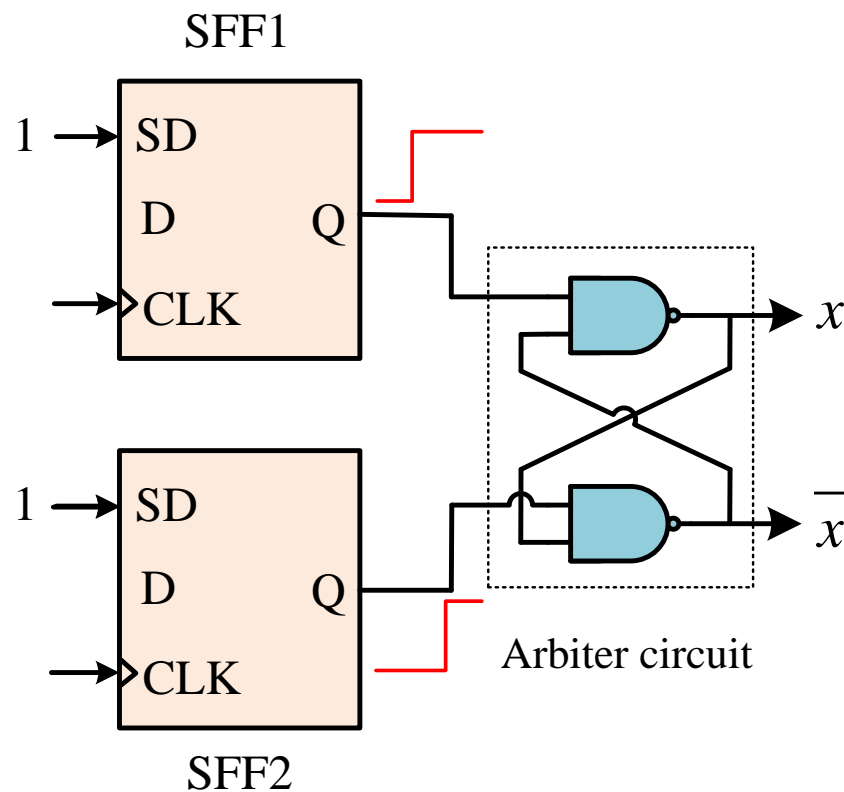 SFF1
1
SD
D
Q
CLK
x
1
SD
D
Q
CLK
x̅
Arbiter circuit
SFF2